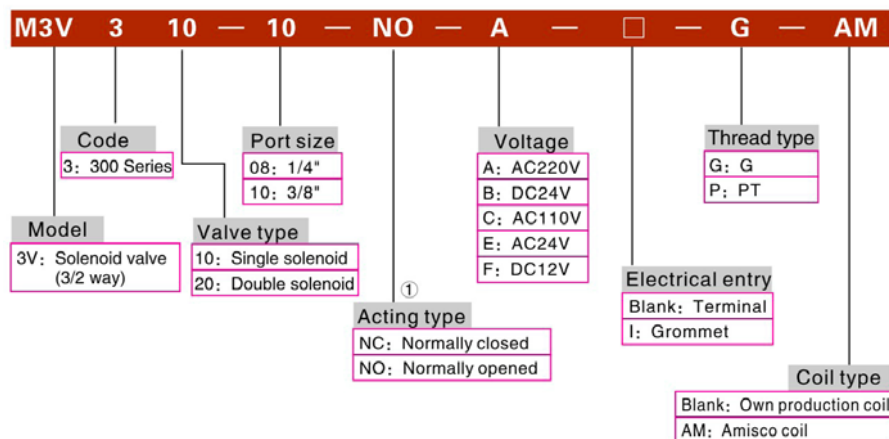 M3V 3 10 — 10 — NO — A — □ — G — AM
Code
3: 300 Series
Port size
08: 1/4"
10: 3/8"
Voltage
A: AC220V
B: DC24V
C: AC110V
E: AC24V
F: DC12V
Thread type
G: G
P: PT
Model
3V: Solenoid valve
(3/2 way)
Valve type
10: Single solenoid
20: Double solenoid
Electrical entry
Blank: Terminal
I: Grommet
①
Acting type
NC: Normally closed
NO: Normally opened
Coil type
Blank: Own production coil
AM: Amisco coil